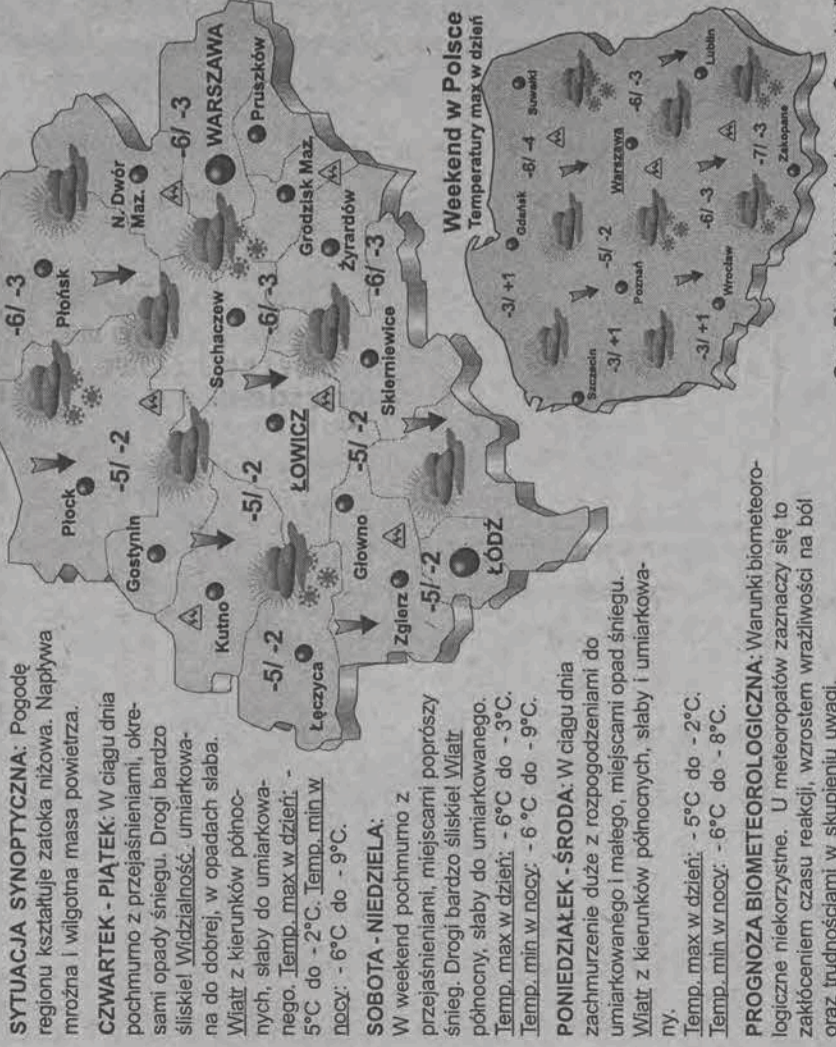 SYTUACJA SYNOPTYCZNA: Pogodę
regionu kształtuje zatoka niżowa. Napływa
mroźna i wilgotna masa powietrza.
CZWARTEK - PIĄTEK: W ciągu dnia
pochmurno z przejaśnieniami, okre-
sami opady śniegu. Drogi bardzo
śliskie! Widzialność: umiarkowa-
na do dobrej, w opadach słaba.
Wiatr z kierunków północ-
nych, słaby do umiarkowa-
nego. Temp. max w dzień: -
5°C do - 2°C. Temp. min w
nocy: - 6°C do - 9°C.
SOBOTA - NIEDZIELA:
W weekend pochmurno z
przejaśnieniami, miejscami poprószy
śnieg. Drogi bardzo śliskie! Wiatr
północny, słaby do umiarkowanego.
Temp. max w dzień: - 6°C do - 3°C.
Temp. min w nocy: - 6 °C do - 9°C.
PONIEDZIAŁEK - ŚRODA: W ciągu dnia
zachmurzenie duże z rozpogodzeniami do
umiarkowanego i małego, miejscami opad śniegu.
Wiatr z kierunków północnych, słaby i umiarkowa-
ny.
Temp. max w dzień: - 5°C do - 2°C.
Temp. min w nocy: - 6°C do - 8°C.
PROGNOZA BIOMETEOROLOGICZNA: Warunki biometeoro-
logiczne niekorzystne. U meteoropatów zaznaczy się to
zakłóceniem czasu reakcji, wzrostem wrażliwości na ból
oraz trudnościami w skupieniu uwagi.
-6/ -3
Płońsk
N. Dwór
Maz.
-6/ -3
WARSZAWA
Pruszków
Grodzisk Maz.
Żyrardów
-6/ -3
Sochaczew
-6/ -3
Skierniewice
Płock
-5/ -2
Gostynin
-5/ -2
ŁOWICZ
-5/ -2
Kutno
Głowno
-5/ -2
Łęczyca
Zgierz
-5/ -2
ŁÓDŹ
Weekend w Polsce
Temperatury max w dzień
-3/ +1
Gdańsk
-6/ -4
Suwałki
Szczecin
-3/ +1
Poznań
-5/ -2
Warszawa
-6/ -3
-3/ +1
Wrocław
-6/ -3
Lublin
-7/ -3
Zakopane